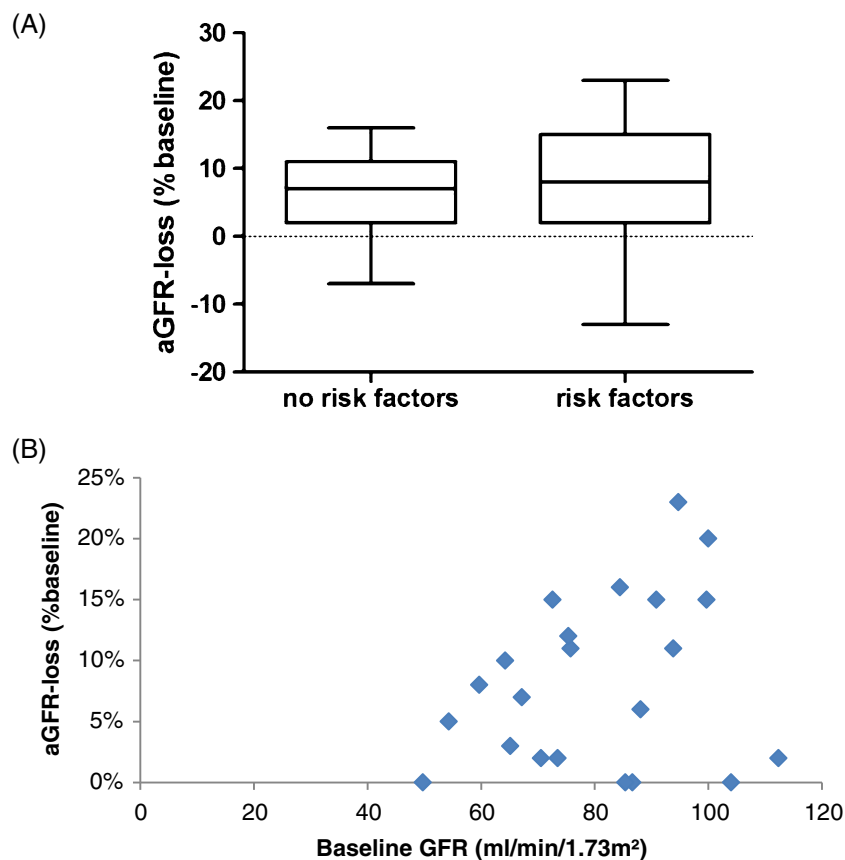 (A)
aGFR-loss (% baseline)
30
20
10
0
-10
-20
no risk factors risk factors
(B)
aGFR-loss (%baseline)
25%
20%
15%
10%
5%
0%
0 20 40 60 80 100 120
Baseline GFR (ml/min/1.73m²)